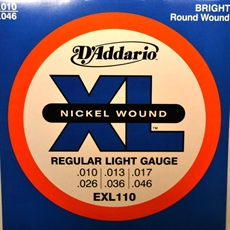 .010
.046
BRIGHT
Round Wound
D'Addario
XL
NICKEL WOUND
TM
REGULAR LIGHT GAUGE
.010 .013 .017
.026 .036 .046
EXL110